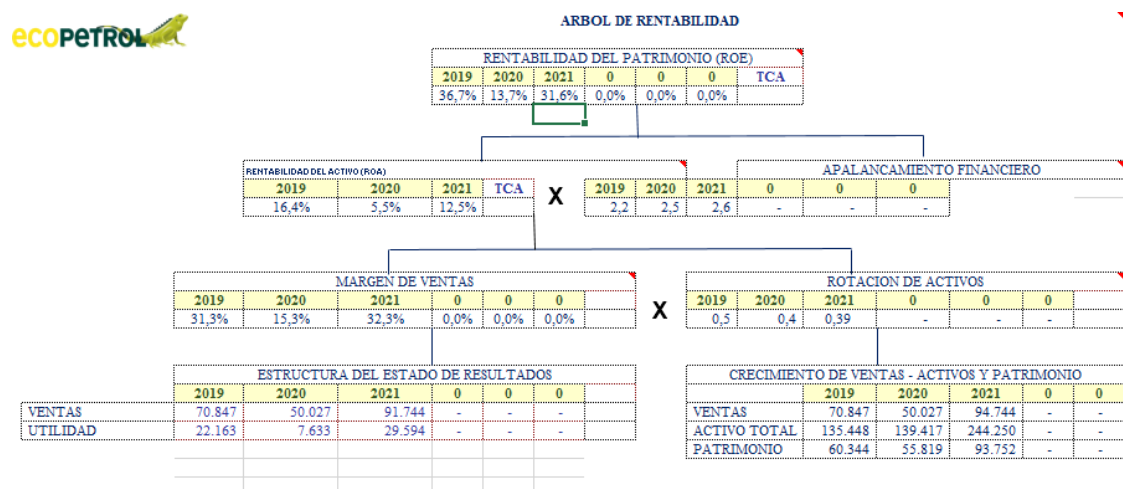 ecopetrol
ARBOL DE RENTABILIDAD
RENTABILIDAD DEL PATRIMONIO (ROE)
2019 2020 2021 0 0 0 TCA
36,7% 13,7% 31,6% 0,0% 0,0% 0,0%
RENTABILIDAD DEL ACTIVO (ROA)
2019 2020 2021 TCA
16,4% 5,5% 12,5%
X
APALANCAMIENTO FINANCIERO
2019 2020 2021 0 0 0
2,2 2,5 2,6 - - -
MARGEN DE VENTAS
2019 2020 2021 0 0 0
31,3% 15,3% 32,3% 0,0% 0,0% 0,0%
X
ROTACION DE ACTIVOS
2019 2020 2021 0 0 0
0,5 0,4 0,39 - - -
ESTRUCTURA DEL ESTADO DE RESULTADOS
2019 2020 2021 0 0 0
VENTAS 70.847 50.027 91.744 - - -
UTILIDAD 22.163 7.633 29.594 - - -
CRECIMIENTO DE VENTAS - ACTIVOS Y PATRIMONIO
2019 2020 2021 0 0
VENTAS 70.847 50.027 94.744 - -
ACTIVO TOTAL 135.448 139.417 244.250 - -
PATRIMONIO 60.344 55.819 93.752 - -